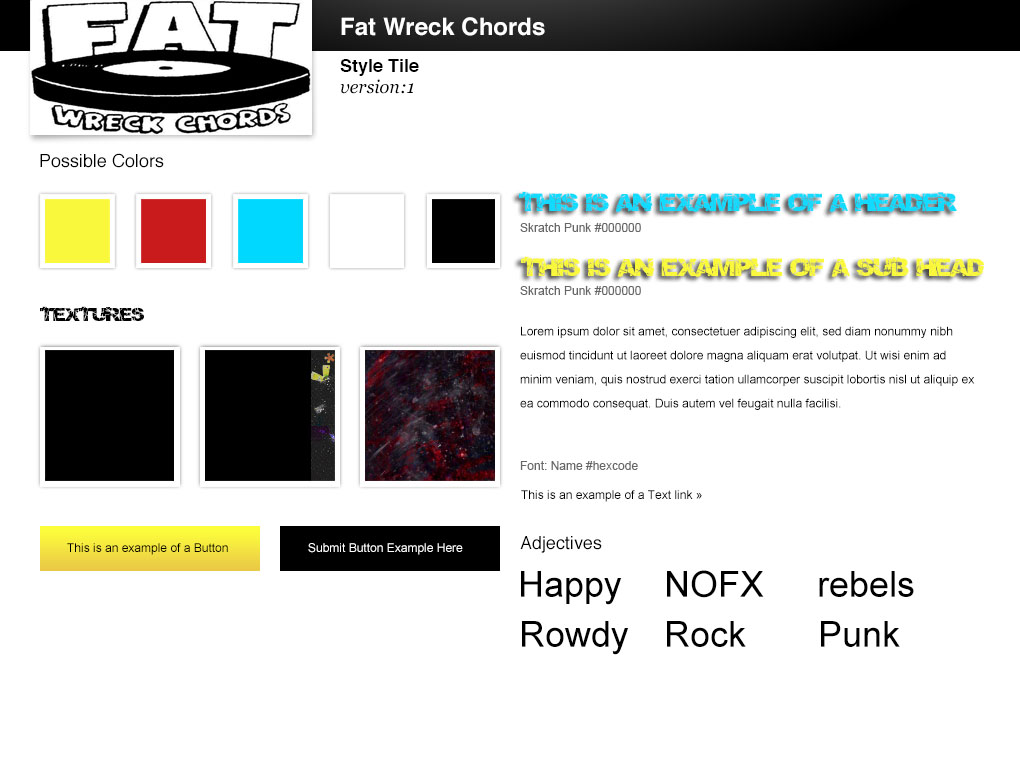 FAT
WRECK CHORDS
Fat Wreck Chords
Style Tile
version:1
Possible Colors
TEXTURES
This is an example of a Button
Submit Button Example Here
THIS IS AN EXAMPLE OF A HEADER
Skratch Punk #000000
THIS IS AN EXAMPLE OF A SUB HEAD
Skratch Punk #000000
Lorem ipsum dolor sit amet, consectetuer adipiscing elit, sed diam nonummy nibh
euismod tincidunt ut laoreet dolore magna aliquam erat volutpat. Ut wisi enim ad
minim veniam, quis nostrud exerci tation ullamcorper suscipit lobortis nisl ut aliquip ex
ea commodo consequat. Duis autem vel feugait nulla facilisi.
Font: Name #hexcode
This is an example of a Text link »
Adjectives
Happy NOFX rebels
Rowdy Rock Punk